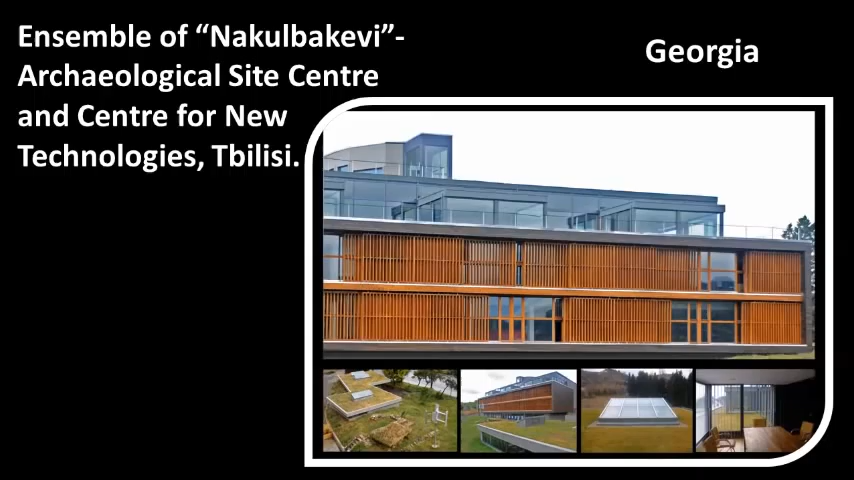 Ensemble of “Nakulbakevi”-
Archaeological Site Centre
and Centre for New
Technologies, Tbilisi.
Georgia